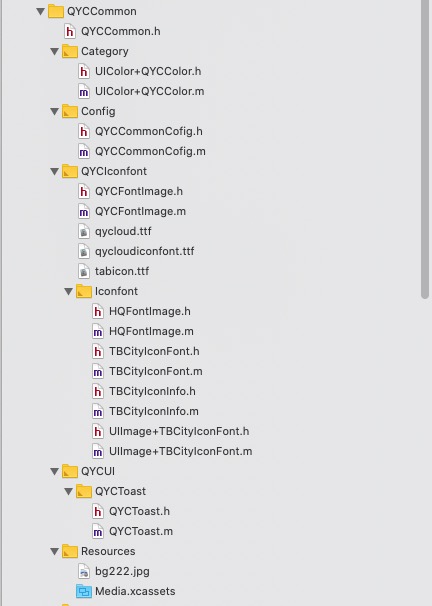 QYCCommon
QYCCommon.h
Category
UIColor+QYCColor.h
UIColor+QYCColor.m
Config
QYCCommonCofig.h
QYCCommonCofig.m
QYCIconfont
QYCFontImage.h
QYCFontImage.m
qycloud.ttf
qycloudiconfont.ttf
tabicon.ttf
Iconfont
HQFontImage.h
HQFontImage.m
TBCityIconFont.h
TBCityIconFont.m
TBCityIconInfo.h
TBCityIconInfo.m
UIImage+TBCityIconFont.h
UIImage+TBCityIconFont.m
QYCUI
QYCToast
QYCToast.h
QYCToast.m
Resources
bg222.jpg
Media.xcassets